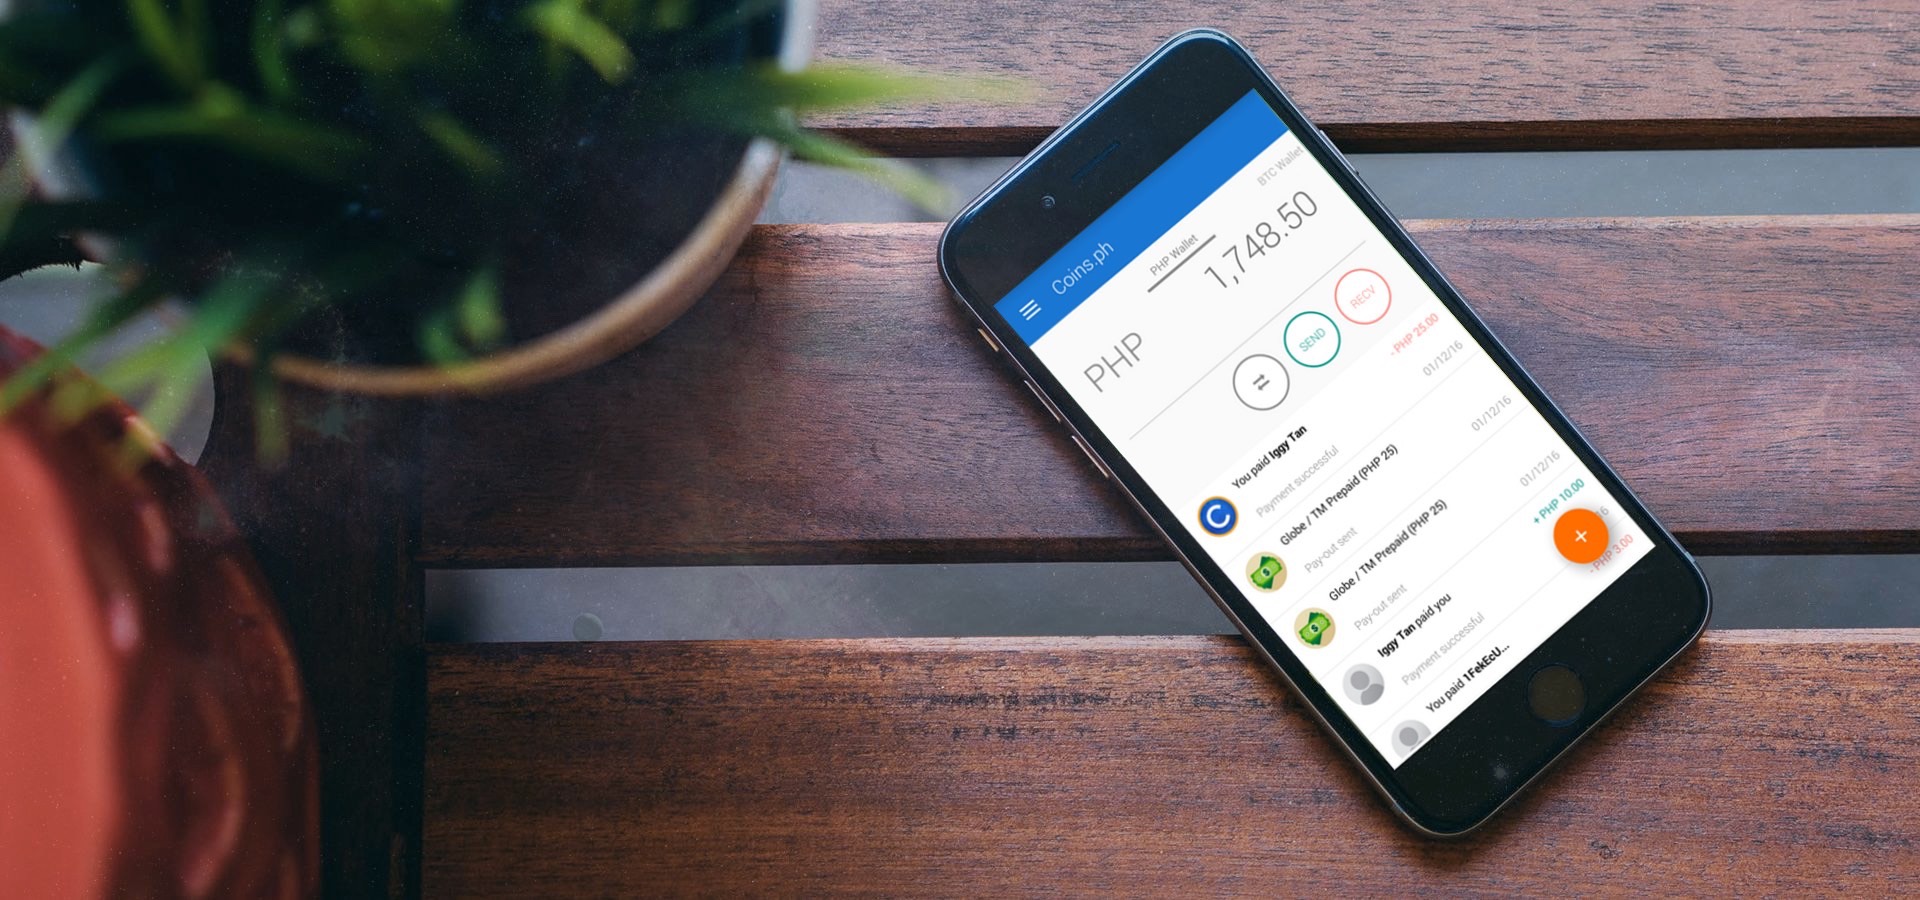 Coins.ph
PHP Wallet
BTC Wallet
PHP
1,748.50
SEND
RECV
You paid Iggy Tan
- PHP 25.00
Payment successful
01/12/16
Globe / TM Prepaid (PHP 25)
Pay-out sent
01/12/16
Globe / TM Prepaid (PHP 25)
Pay-out sent
01/12/16
Iggy Tan paid you
+ PHP 10.00
Payment successful
16
You paid 1FekEcU...
- PHP 3.00